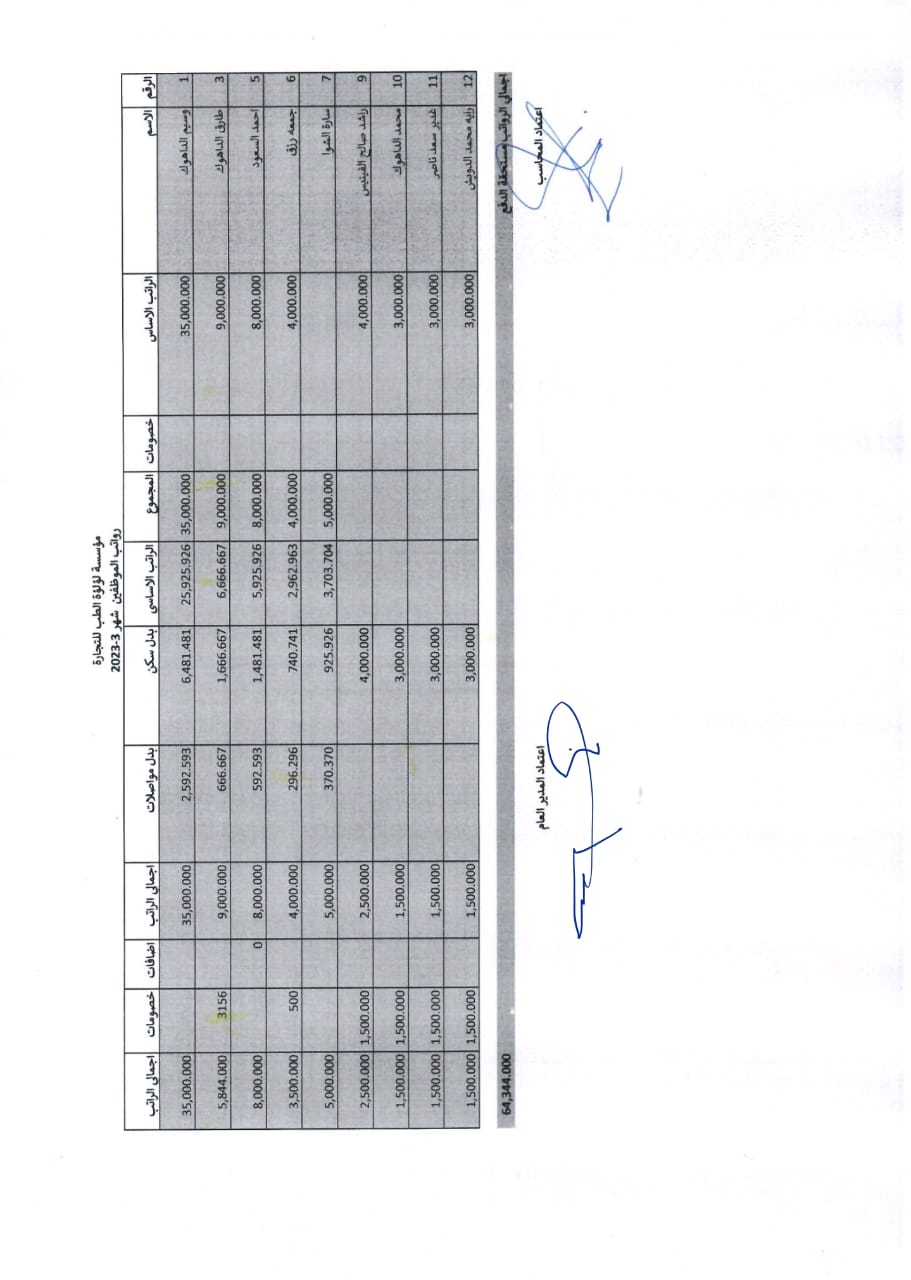 مؤسسة لؤلؤة الطب للتجارة
رواتب الموظفين شهر 3-2023
الرقم الاسم الراتب الاساس خصومات المجموع الراتب الاساسى بدل سكن بدل مواصلات اجمالى الراتب اضافات خصومات اجمالى الراتب
1 وسيم الداهوك 35,000.000 35,000.000 25,925.926 6,481.481 2,592.593 35,000.000 35,000.000
3 طارق الداهوك 9,000.000 9,000.000 6,666.667 1,666.667 666.667 9,000.000 3156 5,844.000
5 احمد السعود 8,000.000 8,000.000 5,925.926 1,481.481 592.593 8,000.000 0 8,000.000
6 جمعه رزق 4,000.000 4,000.000 2,962.963 740.741 296.296 4,000.000 500 3,500.000
7 سارة الشوا 5,000.000 3,703.704 925.926 370.370 5,000.000 5,000.000
9 راشد صالح 4,000.000 4,000.000 2,500.000 1,500.000 2,500.000
10 محمد الداهوك 3,000.000 3,000.000 1,500.000 1,500.000 1,500.000
11 غدير سعد ناصر 3,000.000 3,000.000 1,500.000 1,500.000 1,500.000
12 رايه محمد الدويش 3,000.000 3,000.000 1,500.000 1,500.000 1,500.000
اجمالي الرواتب مستحقة الدفع 64,344.000
اعتماد المحاسب اعتماد المدير العام